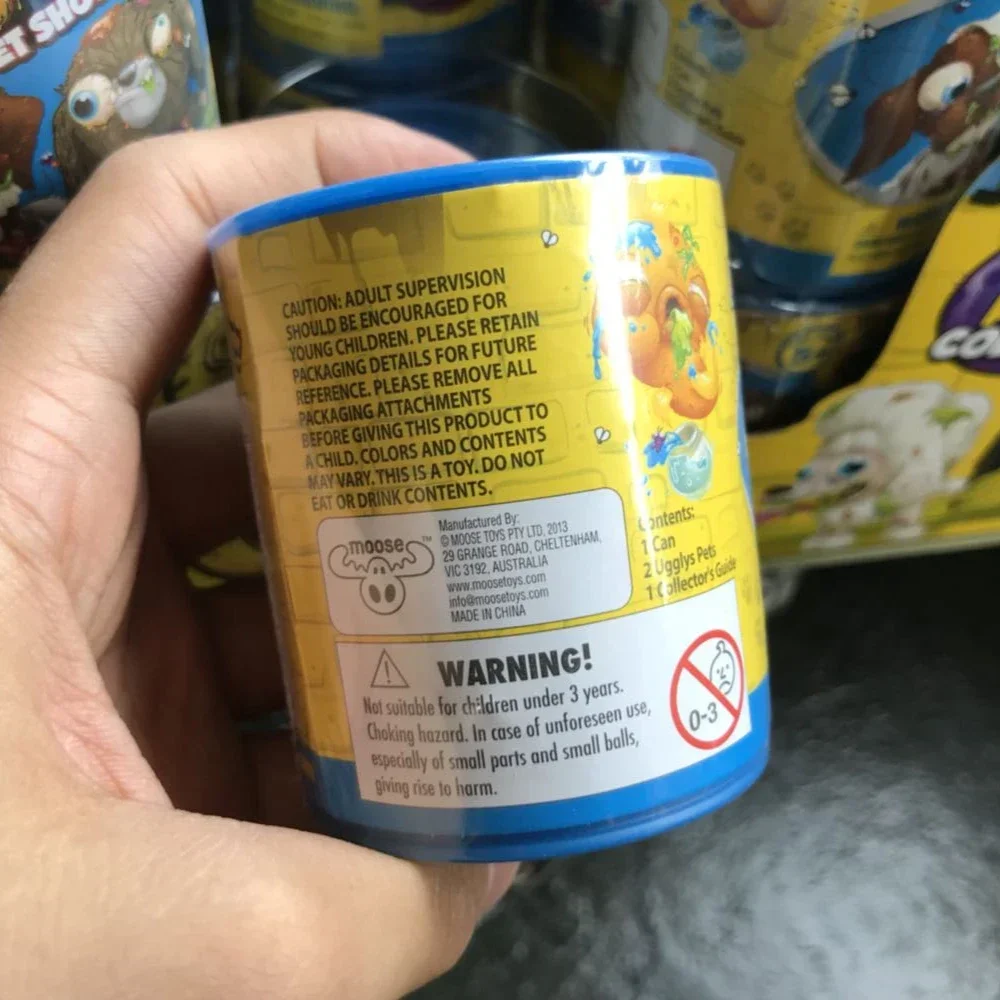 ET SHO
CAUTION: ADULT SUPERVISION
SHOULD BE ENCOURAGED FOR
YOUNG CHILDREN. PLEASE RETAIN
PACKAGING DETAILS FOR FUTURE
REFERENCE. PLEASE REMOVE ALL
PACKAGING ATTACHMENTS
BEFORE GIVING THIS PRODUCT TO
A CHILD. COLORS AND CONTENTS
MAY VARY. THIS IS A TOY. DO NOT
EAT OR DRINK CONTENTS.
moose™
Manufactured By:
© MOOSE TOYS PTY LTD, 2013
29 GRANGE ROAD, CHELTENHAM,
VIC 3192, AUSTRALIA
www.moosetoys.com
info@moosetoys.com
MADE IN CHINA
Contents:
1 Can
2 Ugglys Pets
1 Collector's Guide
WARNING!
Not suitable for children under 3 years.
Choking hazard. In case of unforeseen use,
especially of small parts and small balls,
giving rise to harm.
0-3
CO